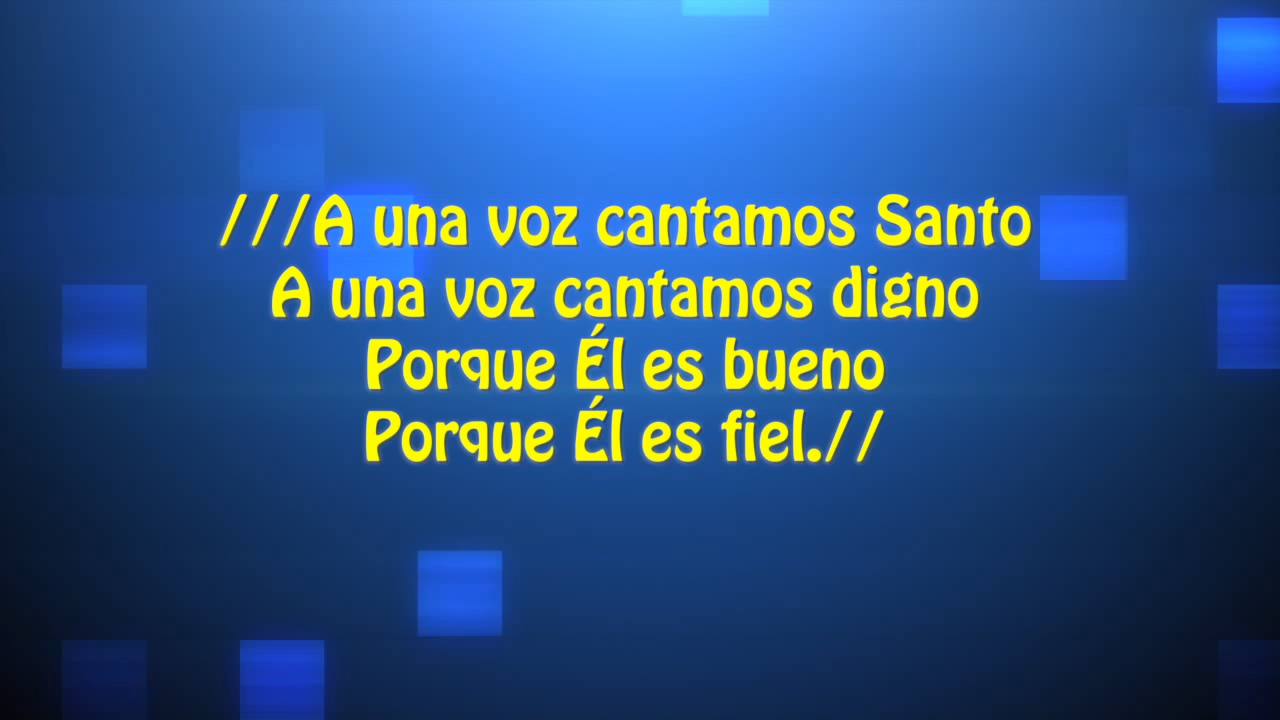 ///A una voz cantamos Santo
A una voz cantamos digno
Porque Él es bueno
Porque Él es fiel.//